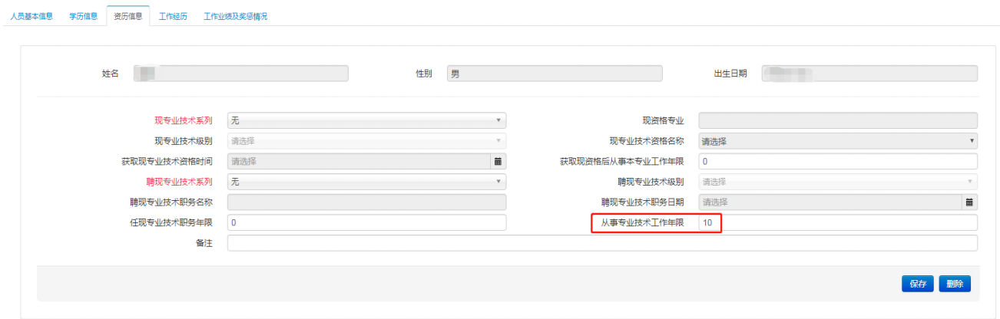 人员基本信息 学历信息 资历信息 工作经历 工作业绩及奖惩情况
姓名 性别 男 出生日期
现专业技术系列 无 现资格专业
现专业技术级别 请选择 现专业技术资格名称 请选择
获取现专业技术资格时间 请选择 获取现资格后从事本专业工作年限 0
聘现专业技术系列 无 聘现专业技术级别 请选择
聘现专业技术职务名称 聘现专业技术职务日期 请选择
任现专业技术职务年限 0 从事专业技术工作年限 10
备注
保存 删除